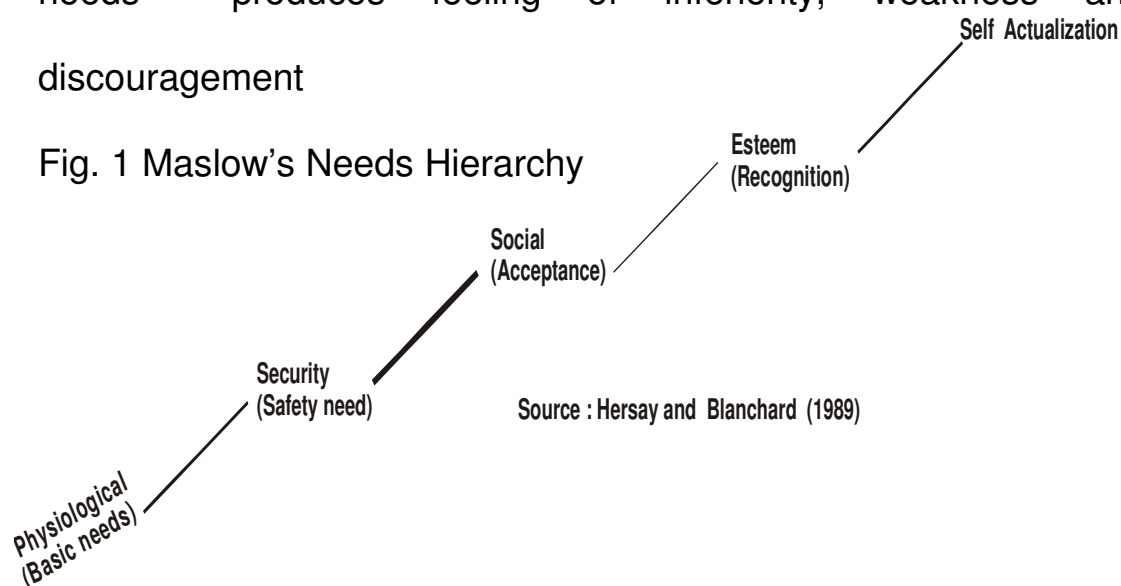 needs produces feeling of inferiority, weakness an
discouragement
Fig. 1 Maslow's Needs Hierarchy
Self Actualization
Esteem
(Recognition)
Social
(Acceptance)
Security
(Safety need)
Source : Hersay and Blanchard (1989)
Physiological
(Basic needs)